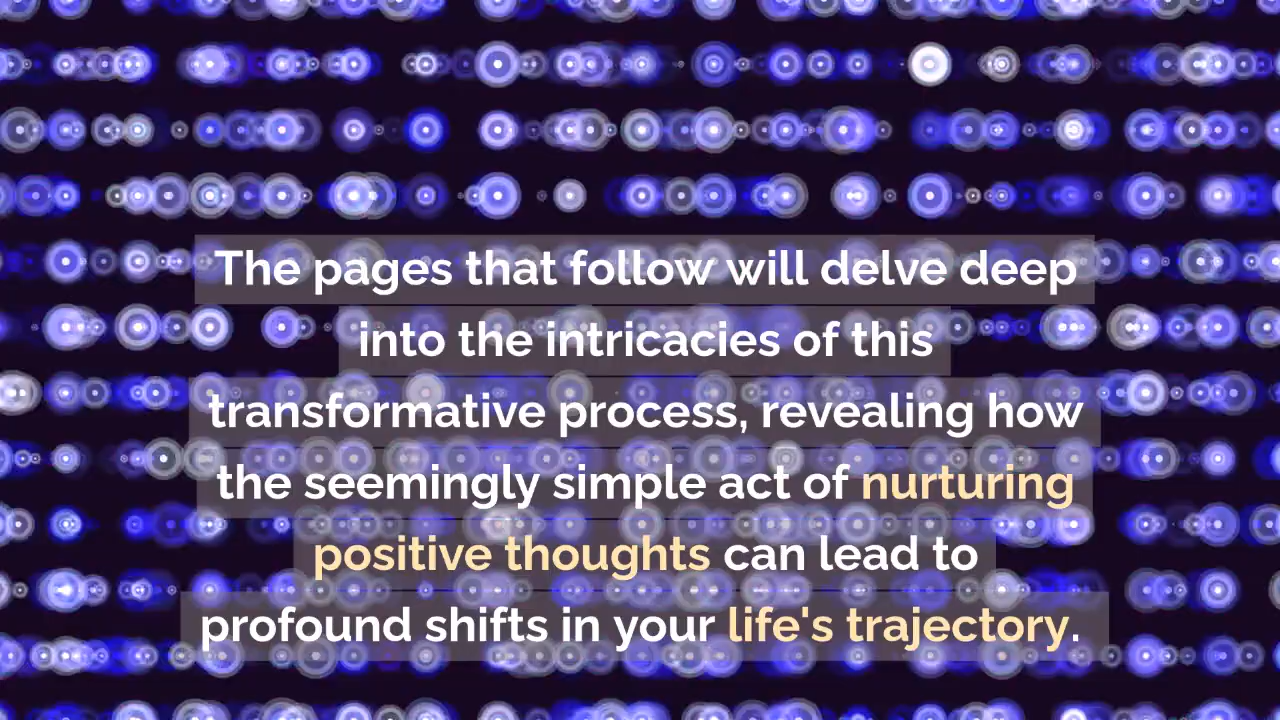 The pages that follow will delve deep
into the intricacies of this
transformative process, revealing how
the seemingly simple act of nurturing
positive thoughts can lead to
profound shifts in your life's trajectory.